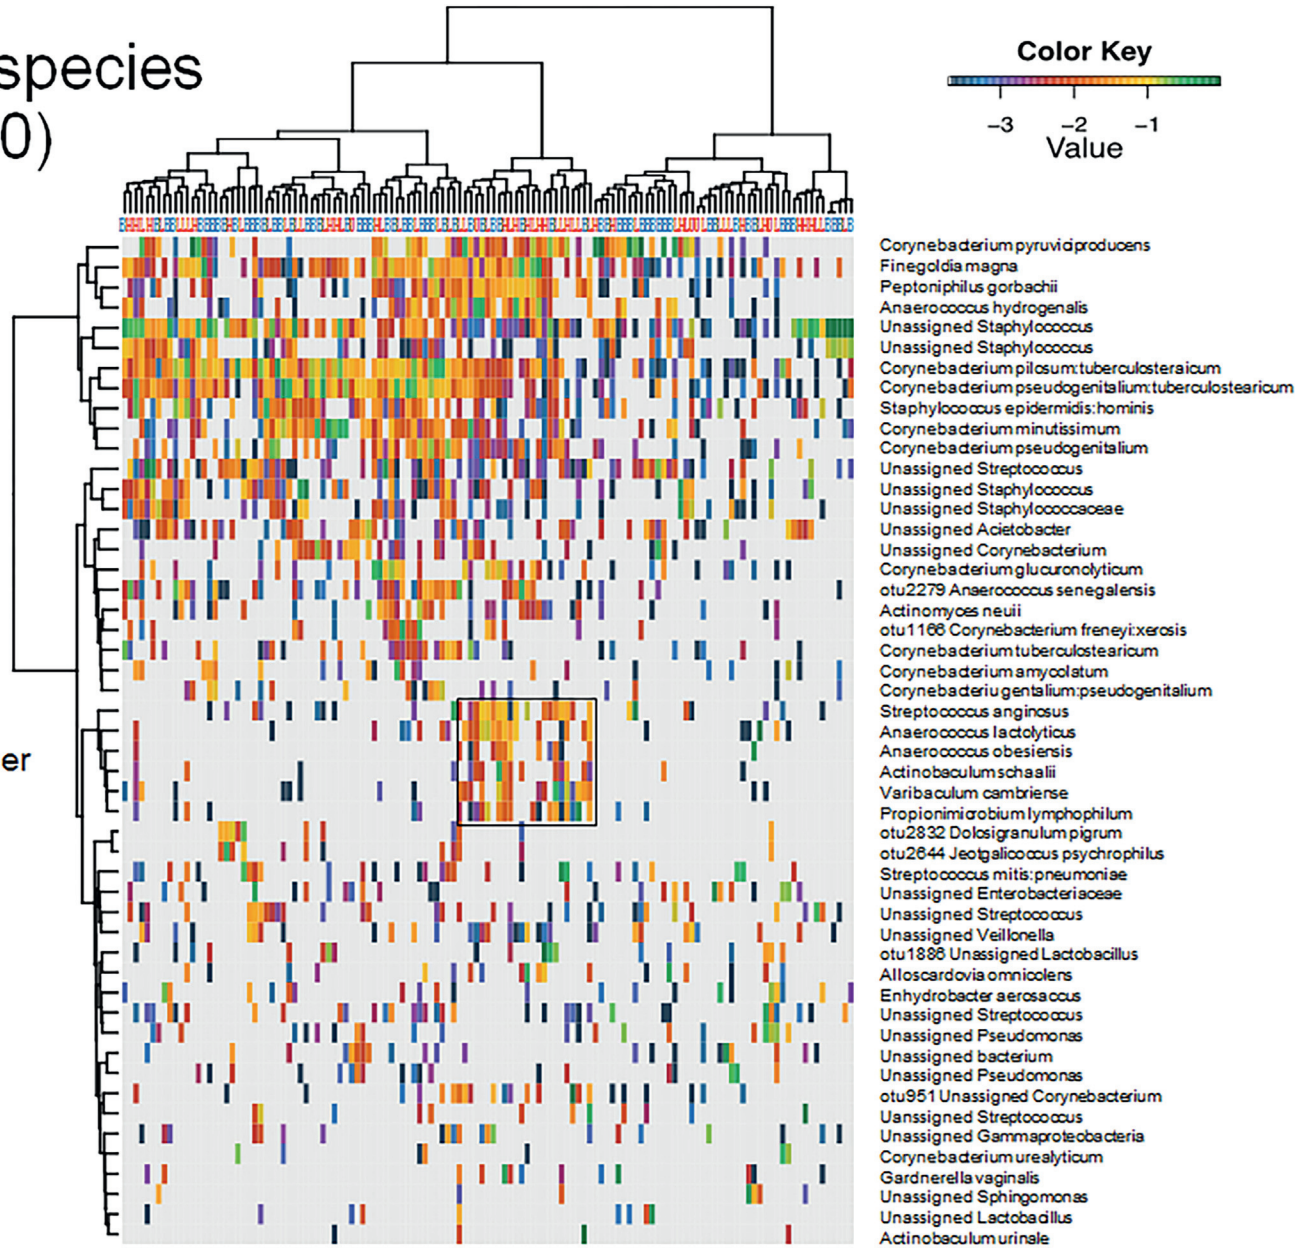 species
0)
Color Key
−3 −2 −1
Value
Corynebacterium pyruviciproducens
Finegoldia magna
Peptoniphilus gorbachii
Anaerococcus hydrogenalis
Unassigned Staphylococcus
Unassigned Staphylococcus
Corynebacterium pilosum:tuberculosteraicum
Corynebacterium pseudogenitalium:tuberculostearicum
Staphylococcus epidermidis:hominis
Corynebacterium minutissimum
Corynebacterium pseudogenitalium
Unassigned Streptococcus
Unassigned Staphylococcus
Unassigned Staphylococcaceae
Unassigned Acietobacter
Unassigned Corynebacterium
Corynebacterium glucuronolyticum
otu2279 Anaerococcus senegalensis
Actinomyces neuii
otu1166 Corynebacterium freneyi:xerosis
Corynebacterium tuberculostearicum
Corynebacterium amycolatum
Corynebacteriu gentalium:pseudogenitalium
Streptococcus anginosus
Anaerococcus lactolyticus
Anaerococcus obesiensis
er
Actinobaculum schaalii
Varibaculum cambriense
Propionimicrobium lymphophilum
otu2832 Dolosigranulum pigrum
otu2644 Jeotgalicoccus psychrophilus
Streptococcus mitis:pneumoniae
Unassigned Enterobacteriaceae
Unassigned Streptococcus
Unassigned Veillonella
otu1886 Unassigned Lactobacillus
Alloscardovia omnicolens
Enhydrobacter aerosaccus
Unassigned Streptococcus
Unassigned Pseudomonas
Unassigned bacterium
Unassigned Pseudomonas
otu951 Unassigned Corynebacterium
Uanssigned Streptococcus
Unassigned Gammaproteobacteria
Corynebacterium urealyticum
Gardnerella vaginalis
Unassigned Sphingomonas
Unassigned Lactobacillus
Actinobaculum urinale